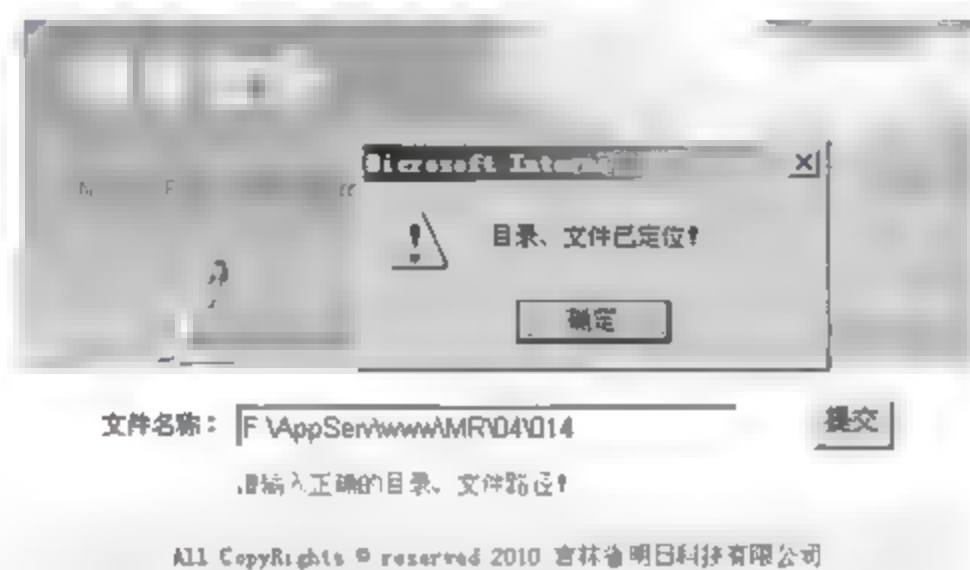 Microsoft Inte
目录、文件已定位!
确定
文件名称: F:\AppServ\www\MR\04\014
提交
请输入正确的目录、文件路径!
All CopyRights © reserved 2010 吉林省明日科技有限公司